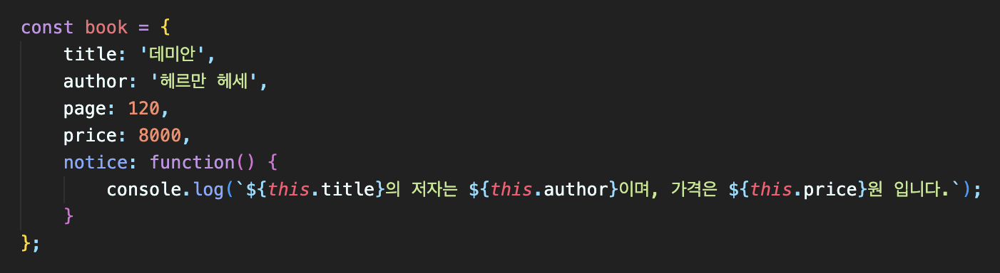 const book = {
    title: '데미안',
    author: '헤르만 헤세',
    page: 120,
    price: 8000,
    notice: function() {
        console.log(`${this.title}의 저자는 ${this.author}이며, 가격은 ${this.price}원 입니다.`);
    }
};